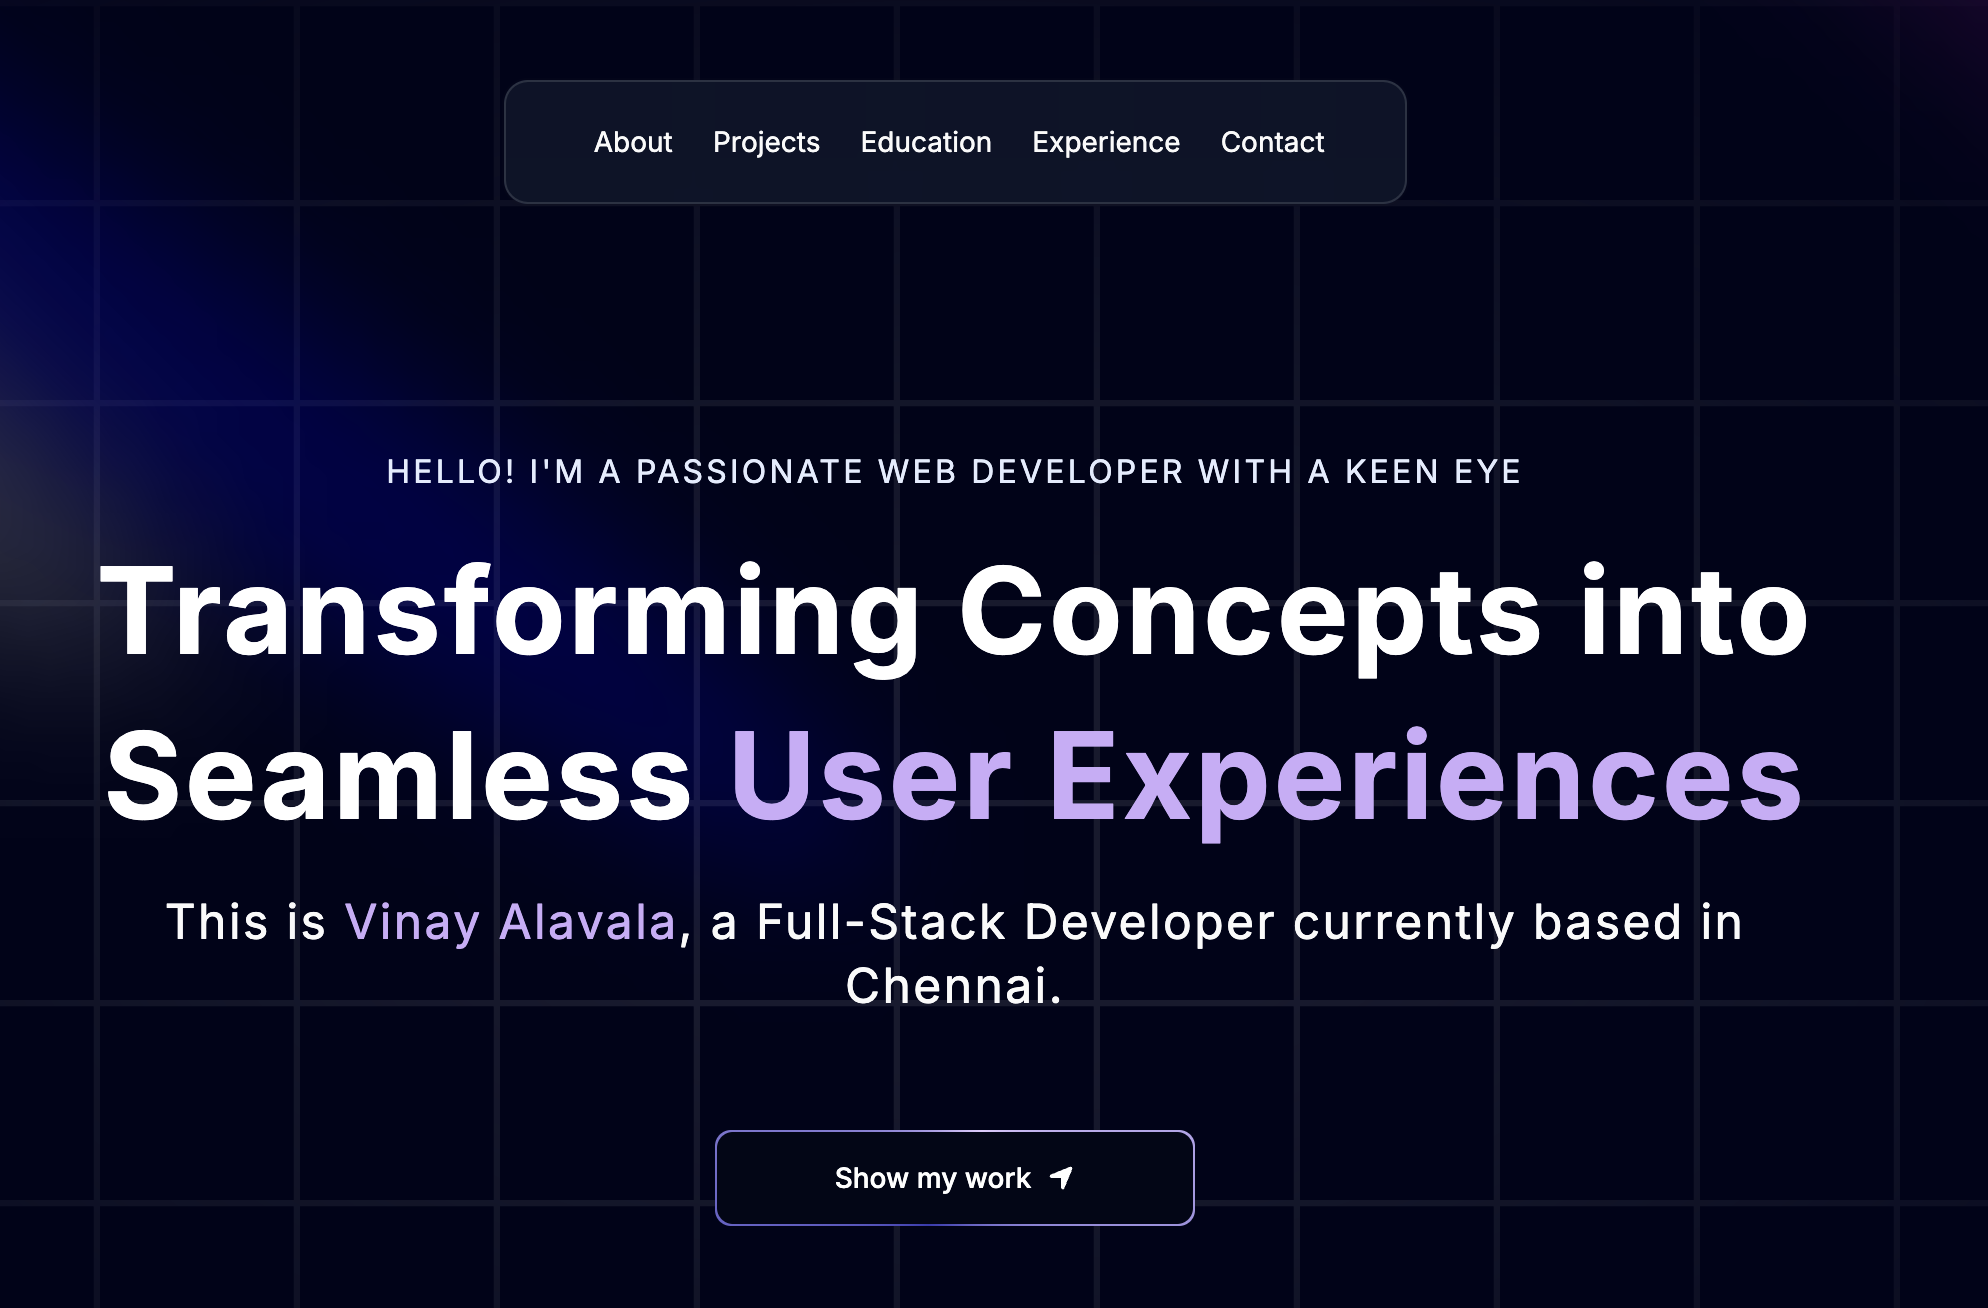 About Projects Education Experience Contact
HELLO! I'M A PASSIONATE WEB DEVELOPER WITH A KEEN EYE
Transforming Concepts into
Seamless User Experiences
This is Vinay Alavala, a Full-Stack Developer currently based in
Chennai.
Show my work